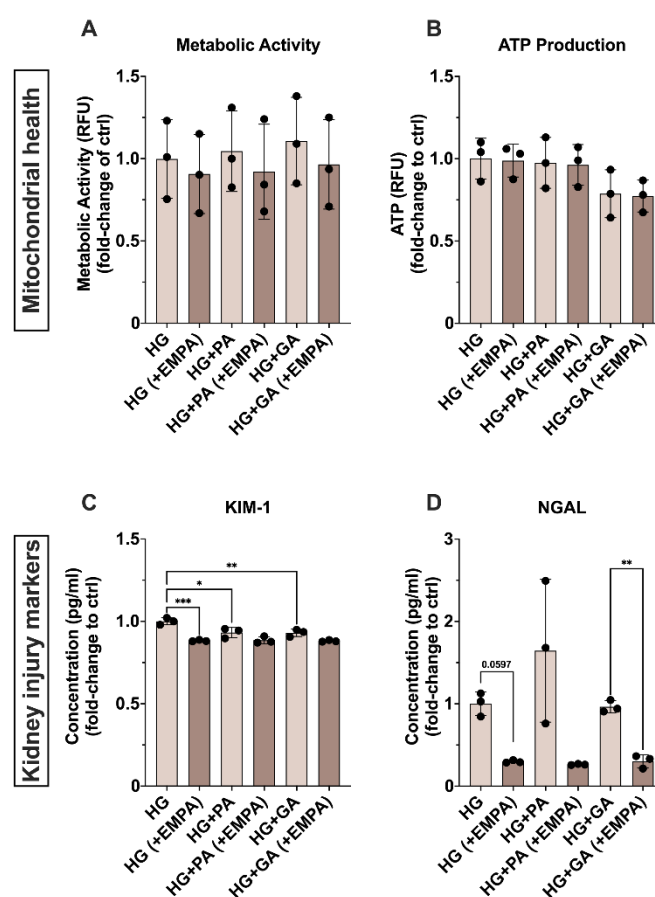 Mitochondrial health
A
Metabolic Activity
Metabolic Activity (RFU)
(fold-change of ctrl)
1.5
1.0
0.5
0
HG
HG (+EMPA)
HG+PA
HG+PA (+EMPA)
HG+GA
HG+GA (+EMPA)
B
ATP Production
ATP (RFU)
(fold-change to ctrl)
1.5
1.0
0.5
0
HG
HG (+EMPA)
HG+PA
HG+PA (+EMPA)
HG+GA
HG+GA (+EMPA)
Kidney injury markers
C
KIM-1
Concentration (pg/ml)
(fold-change to ctrl)
1.5
1.0
0.5
0.0
**
*
***
HG
HG (+EMPA)
HG+PA
HG+PA (+EMPA)
HG+GA
HG+GA (+EMPA)
D
NGAL
Concentration (pg/ml)
(fold-change to ctrl)
3
2
1
0
**
0.0597
HG
HG (+EMPA)
HG+PA
HG+PA (+EMPA)
HG+GA
HG+GA (+EMPA)